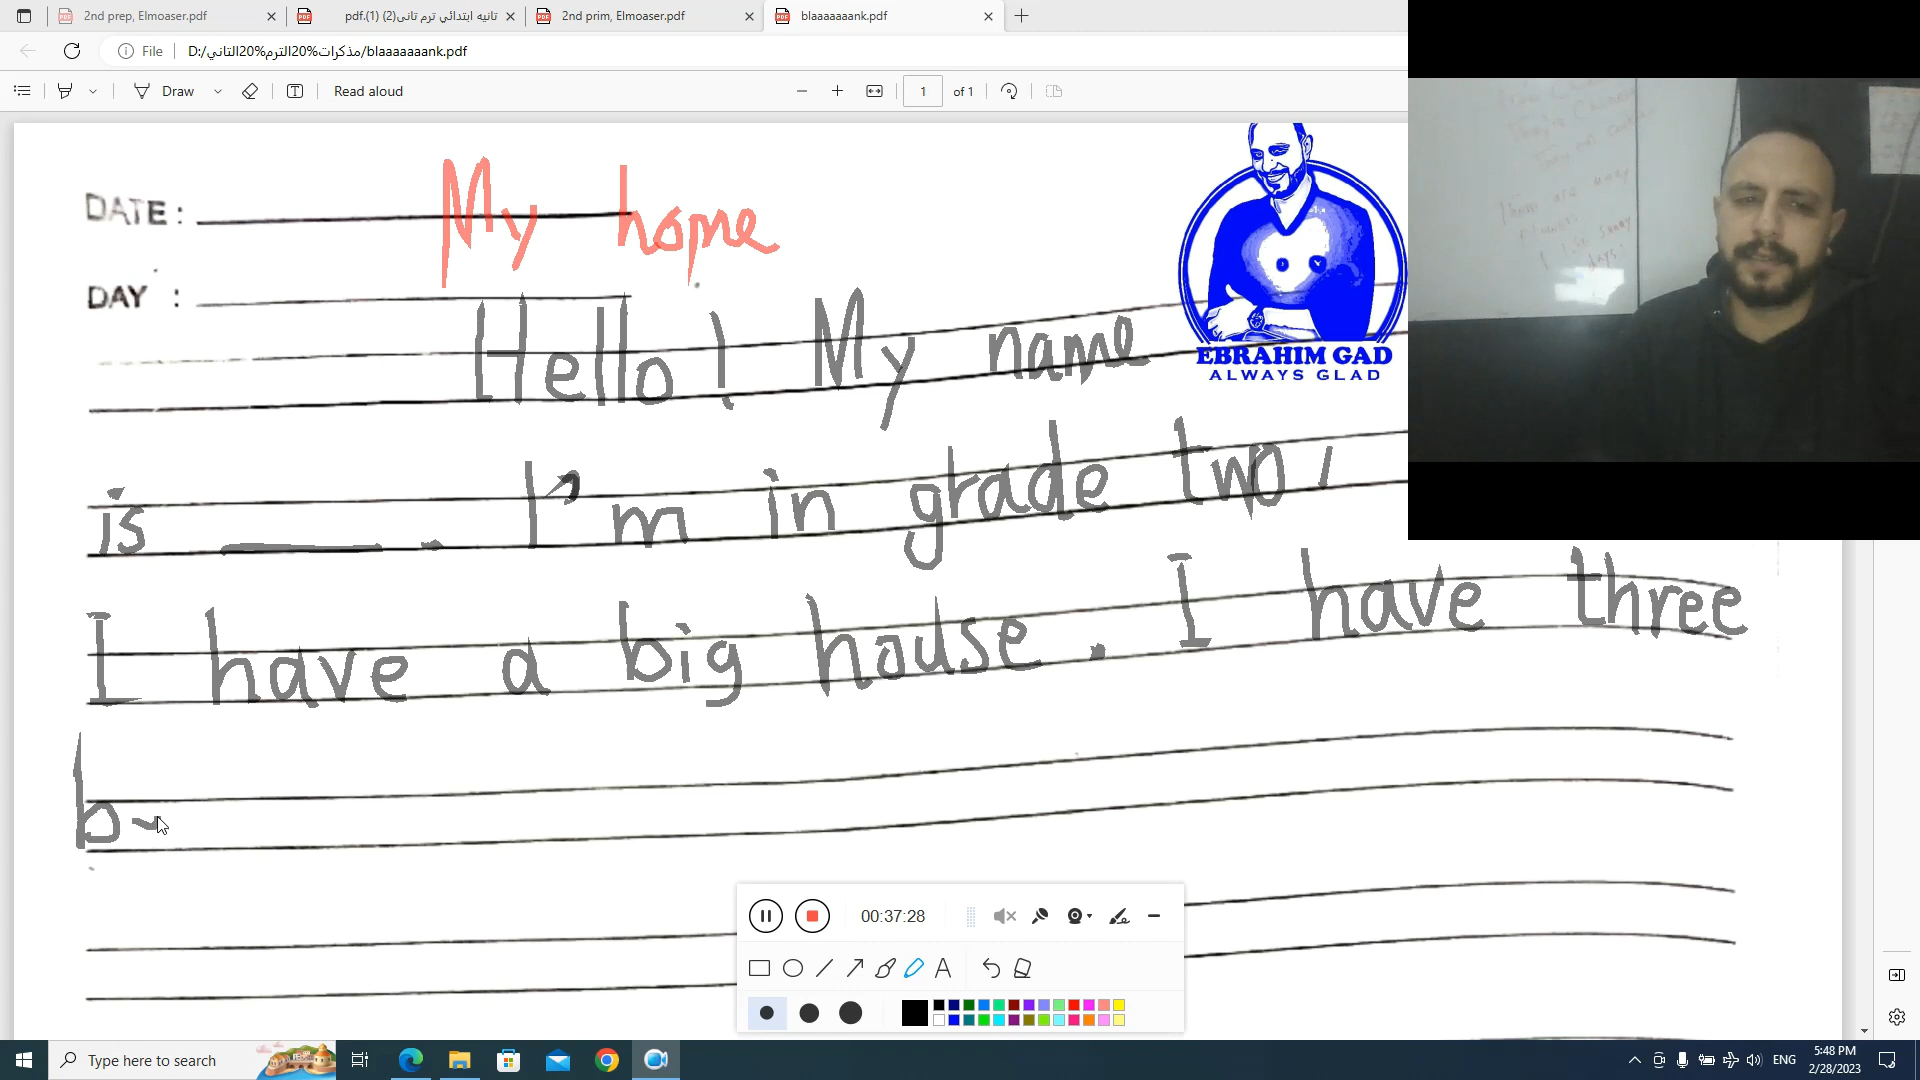 2nd prep, Elmoaser.pdf
ثانيه ابتدائي ترم تانى(2) (1).pdf
2nd prim, Elmoaser.pdf
blaaaaaaank.pdf
File
D:/مذكرات%20الترم%20التاني/blaaaaaaank.pdf
Draw
Read aloud
1 of 1
DATE :
My home
DAY :
Hello! My name
EBRAHIM GAD
ALWAYS GLAD
is ____. I'm in grade two,
I have a big house. I have three
b
00:37:28
A
Type here to search
ENG
5:48 PM
2/28/2023